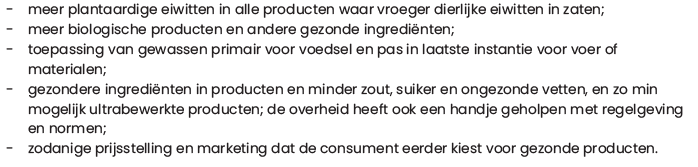 - meer plantaardige eiwitten in alle producten waar vroeger dierlijke eiwitten in zaten;
- meer biologische producten en andere gezonde ingrediënten;
- toepassing van gewassen primair voor voedsel en pas in laatste instantie voor voer of
materialen;
- gezondere ingrediënten in producten en minder zout, suiker en ongezonde vetten, en zo min
mogelijk ultrabewerkte producten; de overheid heeft ook een handje geholpen met regelgeving
en normen;
- zodanige prijsstelling en marketing dat de consument eerder kiest voor gezonde producten.